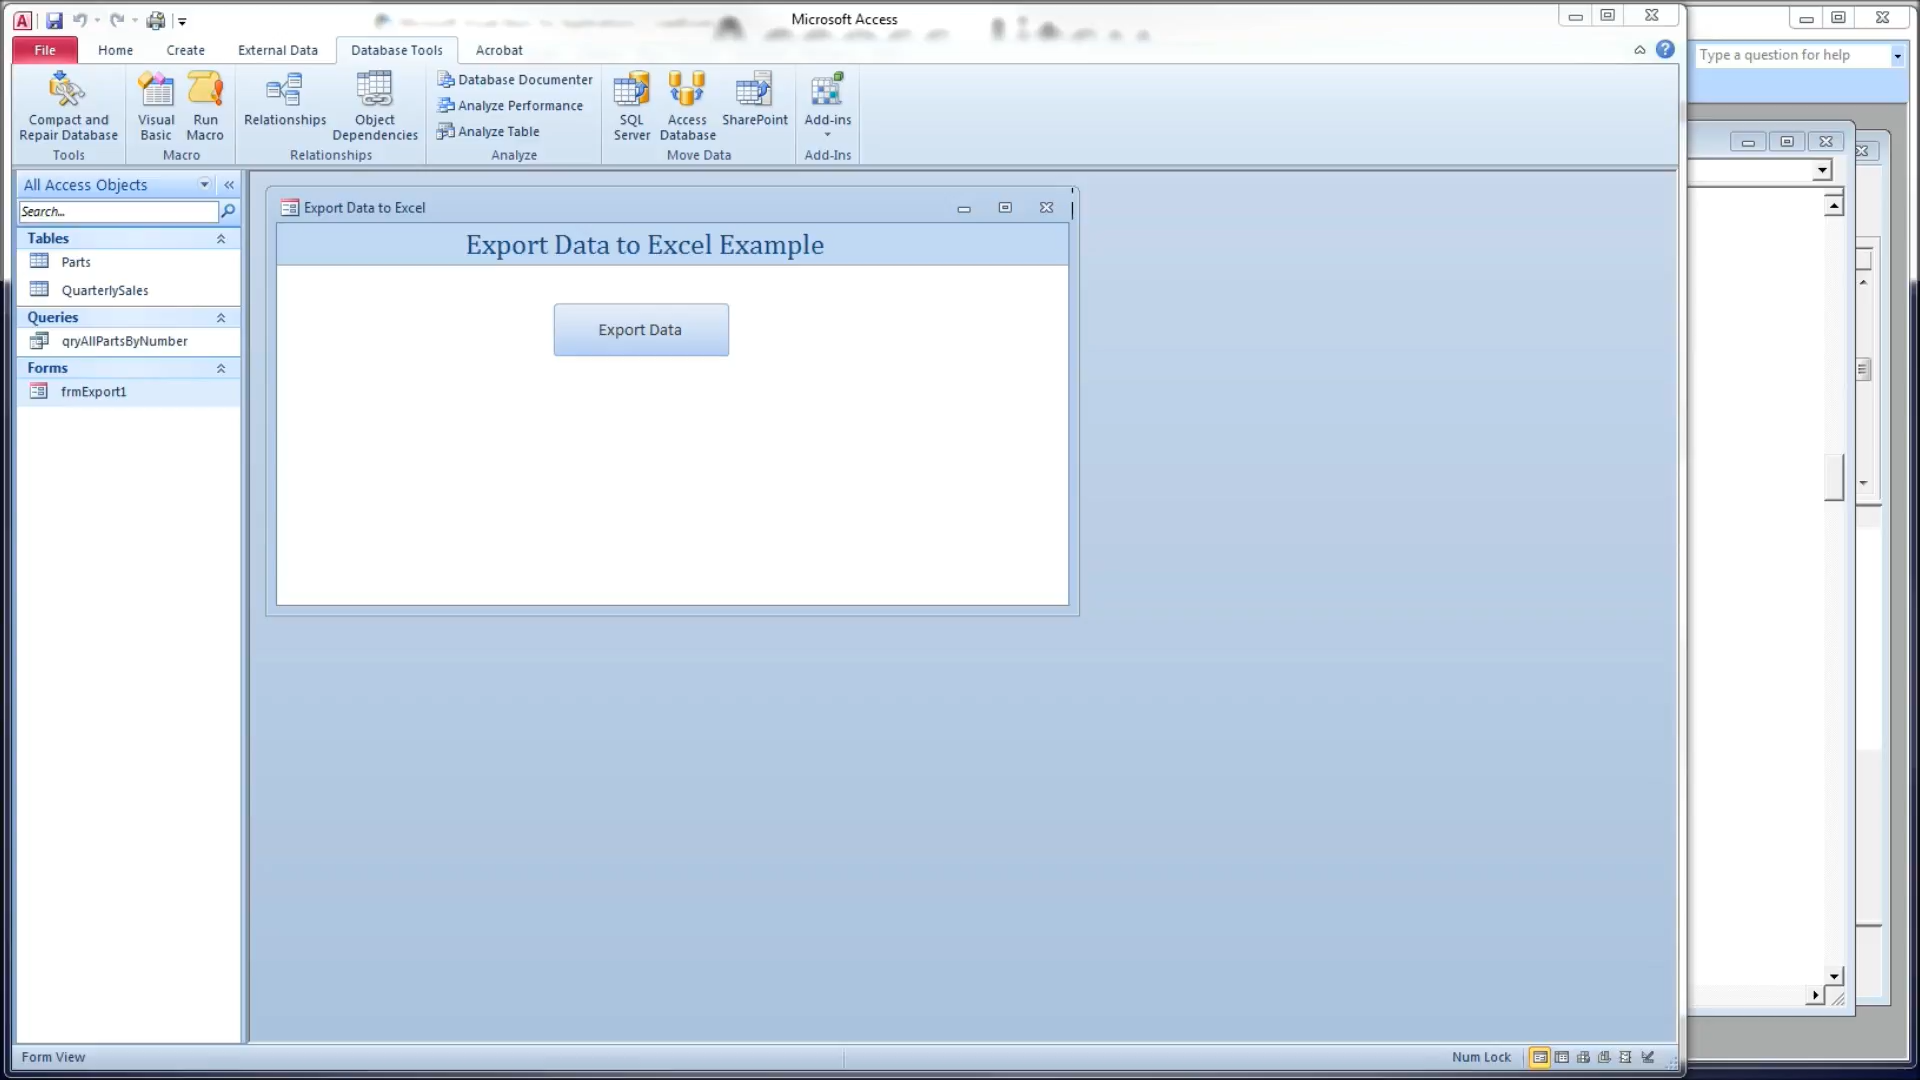 Microsoft Access
File Home Create External Data Database Tools Acrobat
Type a question for help
Compact and
Repair Database
Tools
Visual
Basic
Run
Macro
Macro
Relationships
Object
Dependencies
Relationships
Database Documenter
Analyze Performance
Analyze Table
Analyze
SQL
Server
Access
Database
SharePoint
Move Data
Add-ins
Add-Ins
All Access Objects
Search...
Tables
Parts
QuarterlySales
Queries
qryAllPartsByNumber
Forms
frmExport1
Export Data to Excel
Export Data to Excel Example
Export Data
Form View
Num Lock